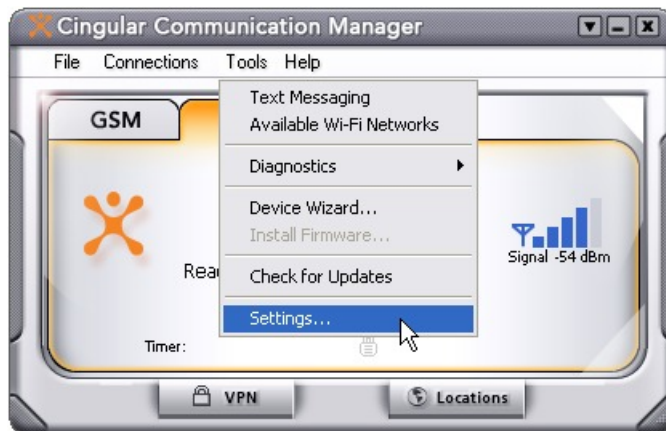 Cingular Communication Manager
File Connections Tools Help
Text Messaging
Available Wi-Fi Networks
Diagnostics
Device Wizard...
Install Firmware...
Check for Updates
Settings...
GSM
Signal -54 dBm
Timer:
VPN
Locations